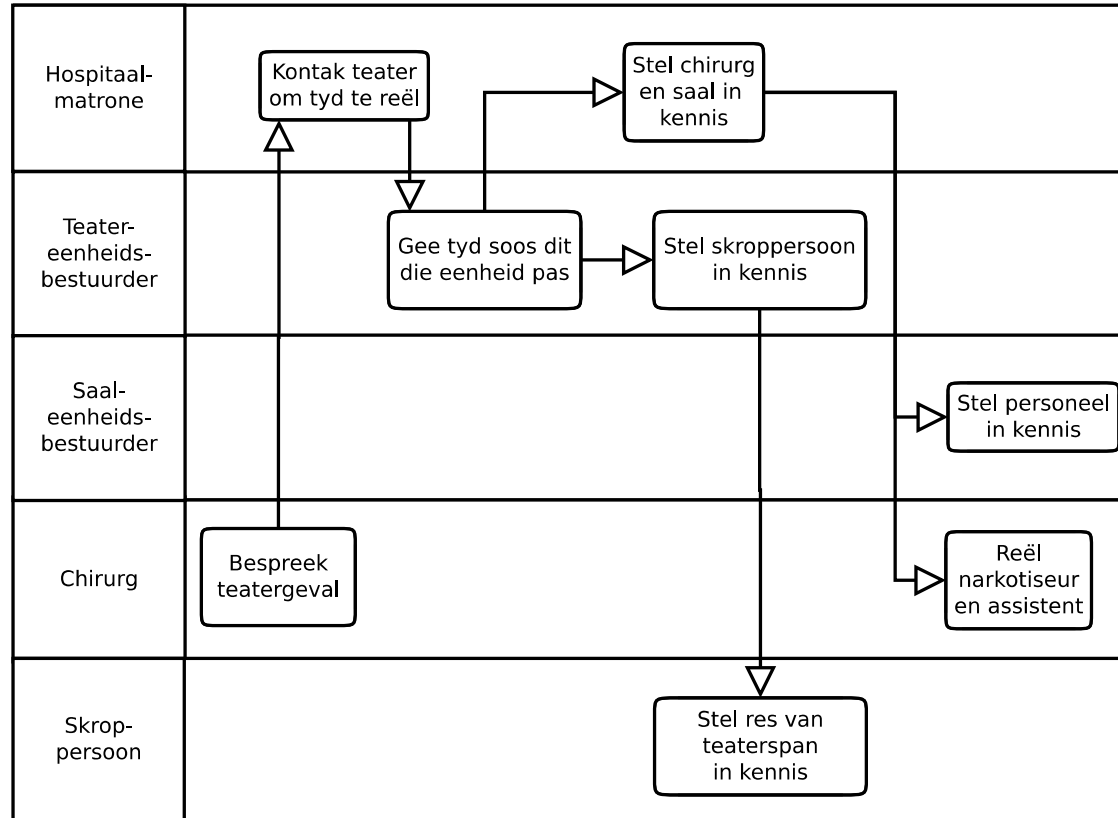 Hospitaal-
matrone
Kontak teater
om tyd te reël
Stel chirurg
en saal in
kennis
Teater-
eenheids-
bestuurder
Gee tyd soos dit
die eenheid pas
Stel skroppersoon
in kennis
Saal-
eenheids-
bestuurder
Stel personeel
in kennis
Chirurg
Bespreek
teatergeval
Reël
narkotiseur
en assistent
Skrop-
persoon
Stel res van
teaterspan
in kennis